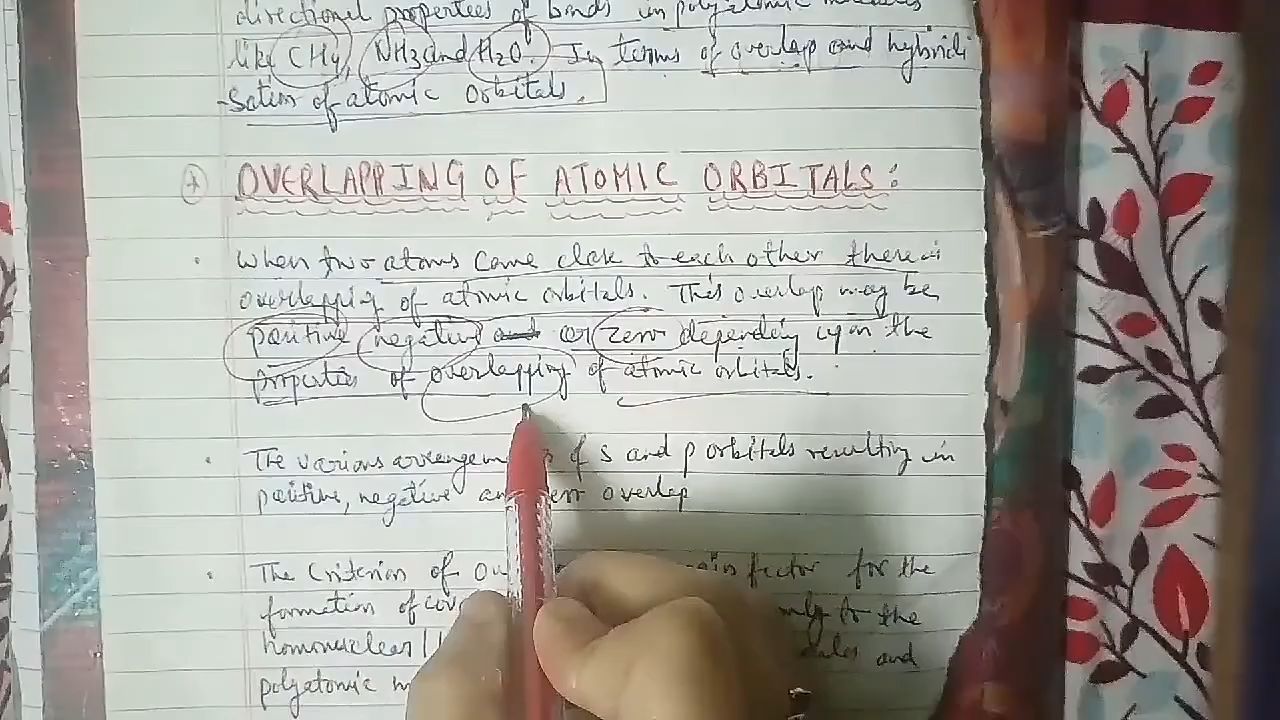 directional properties of bonds in polyatomic molecules
like CH4, NH3 and H2O. In terms of overlap and hybridi
-sation of atomic orbitals.
OVERLAPPING OF ATOMIC ORBITALS:
• When two atoms come close to each other there is
overlapping of atomic orbitals. This overlap may be
positive negative or zero depending upon the
properties of overlapping of atomic orbitals.
• The various arrangem of s and p orbitals resulting in
positive, negative an zero overlap
• The Criterion of factor for the
formation of to the
homonuclear and
polyatomic